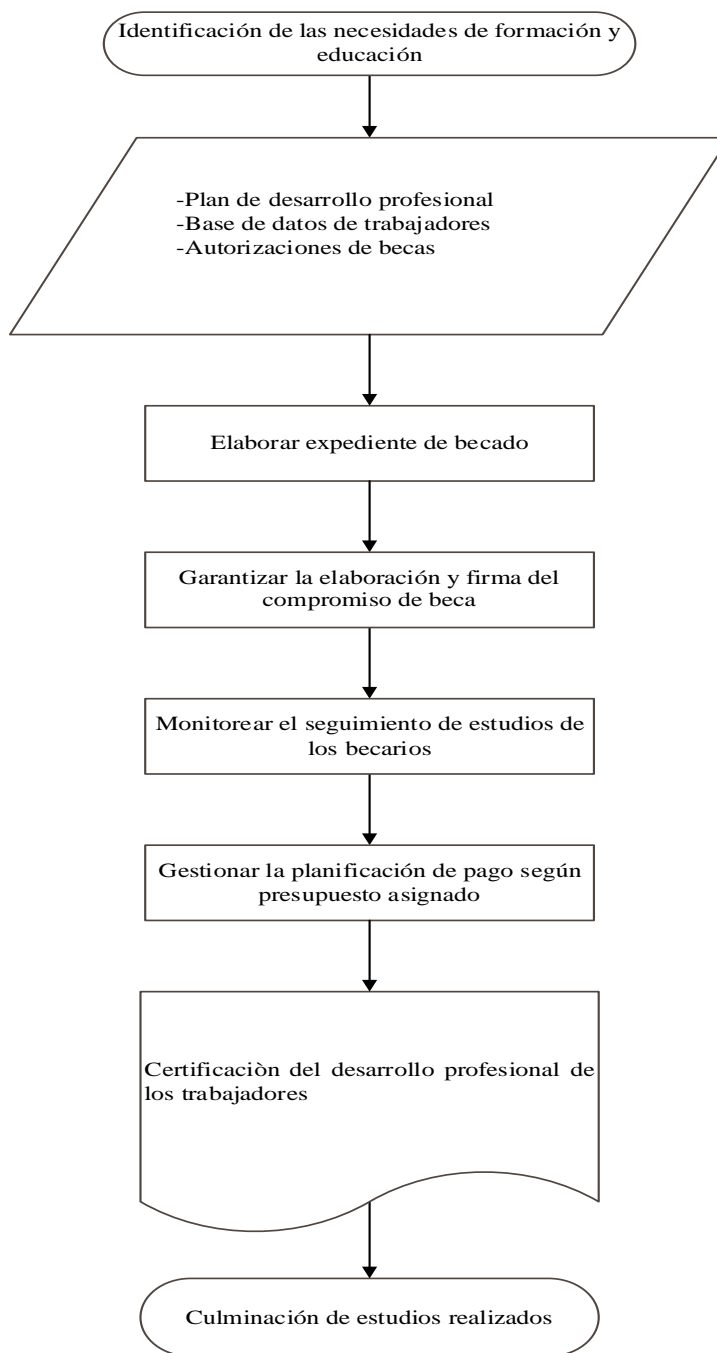 Identificación de las necesidades de formación y
educación
-Plan de desarrollo profesional
-Base de datos de trabajadores
-Autorizaciones de becas
Elaborar expediente de becado
Garantizar la elaboración y firma del
compromiso de beca
Monitorear el seguimiento de estudios de
los becarios
Gestionar la planificación de pago según
presupuesto asignado
Certificaciòn del desarrollo profesional de
los trabajadores
Culminación de estudios realizados